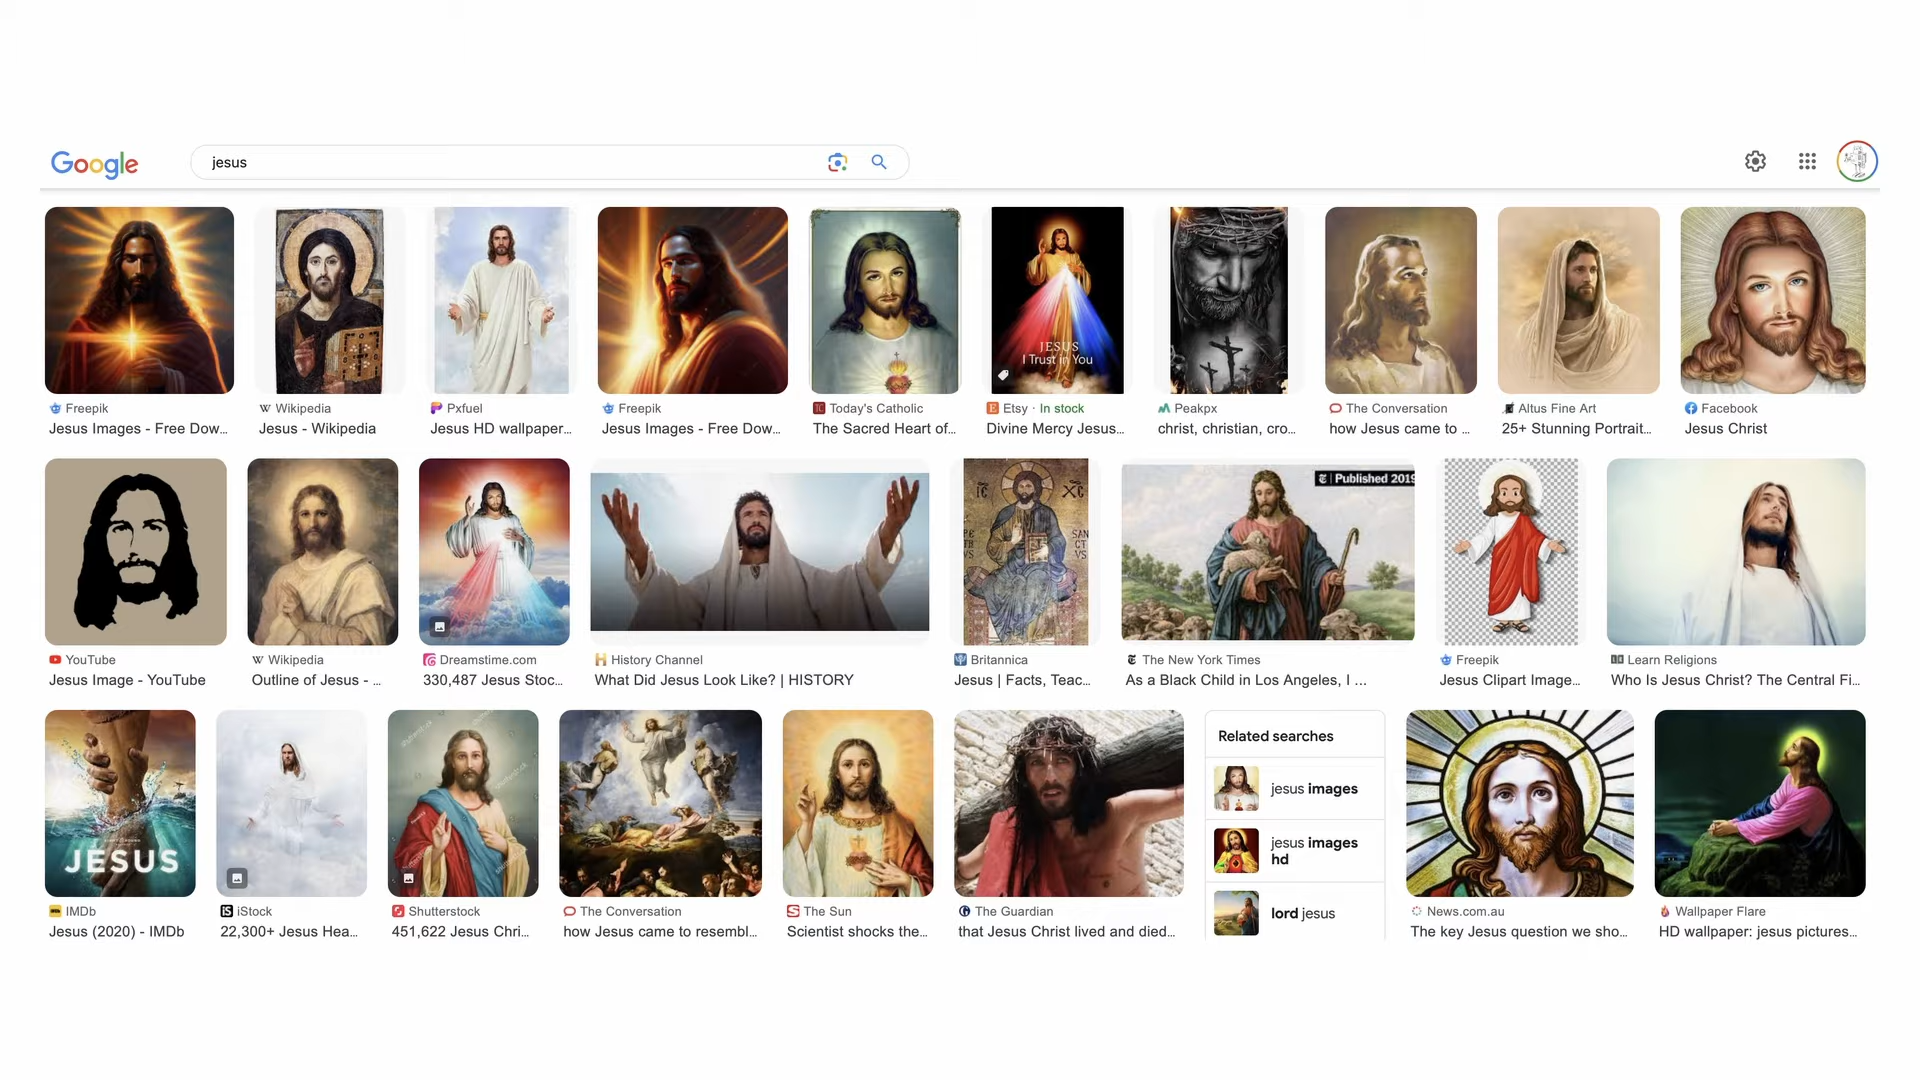 Google
jesus
JESUS
I Trust in You
Freepik
Jesus Images - Free Dow...
Wikipedia
Jesus - Wikipedia
Pxfuel
Jesus HD wallpaper...
Freepik
Jesus Images - Free Dow...
Today's Catholic
The Sacred Heart of...
Etsy · In stock
Divine Mercy Jesus...
Peakpx
christ, christian, cro...
The Conversation
how Jesus came to ...
Altus Fine Art
25+ Stunning Portrait...
Facebook
Jesus Christ
IC XC
PE
TB
VS
SAN
CT
VS
Published 2019
YouTube
Jesus Image - YouTube
Wikipedia
Outline of Jesus - ...
Dreamstime.com
330,487 Jesus Stoc...
History Channel
What Did Jesus Look Like? | HISTORY
Britannica
Jesus | Facts, Teac...
The New York Times
As a Black Child in Los Angeles, I ...
Freepik
Jesus Clipart Image...
Learn Religions
Who Is Jesus Christ? The Central Fi...
JESUS
IMDb
Jesus (2020) - IMDb
iStock
22,300+ Jesus Hea...
Shutterstock
451,622 Jesus Chri...
The Conversation
how Jesus came to resembl...
The Sun
Scientist shocks the...
The Guardian
that Jesus Christ lived and died...
Related searches
jesus images
jesus images
hd
lord jesus
News.com.au
The key Jesus question we sho...
Wallpaper Flare
HD wallpaper: jesus pictures...